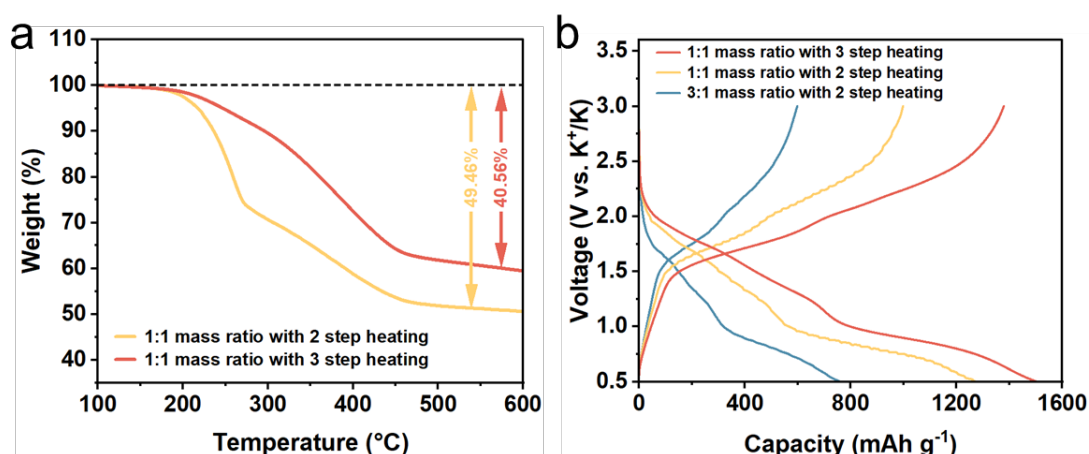 a
110
100
90
80
70
60
50
40
Weight (%)
49.46%
40.56%
1:1 mass ratio with 2 step heating
1:1 mass ratio with 3 step heating
100 200 300 400 500 600
Temperature (°C)
b
3.5
3.0
2.5
2.0
1.5
1.0
0.5
Voltage (V vs. K⁺/K)
1:1 mass ratio with 3 step heating
1:1 mass ratio with 2 step heating
3:1 mass ratio with 2 step heating
0 400 800 1200 1600
Capacity (mAh g⁻¹)